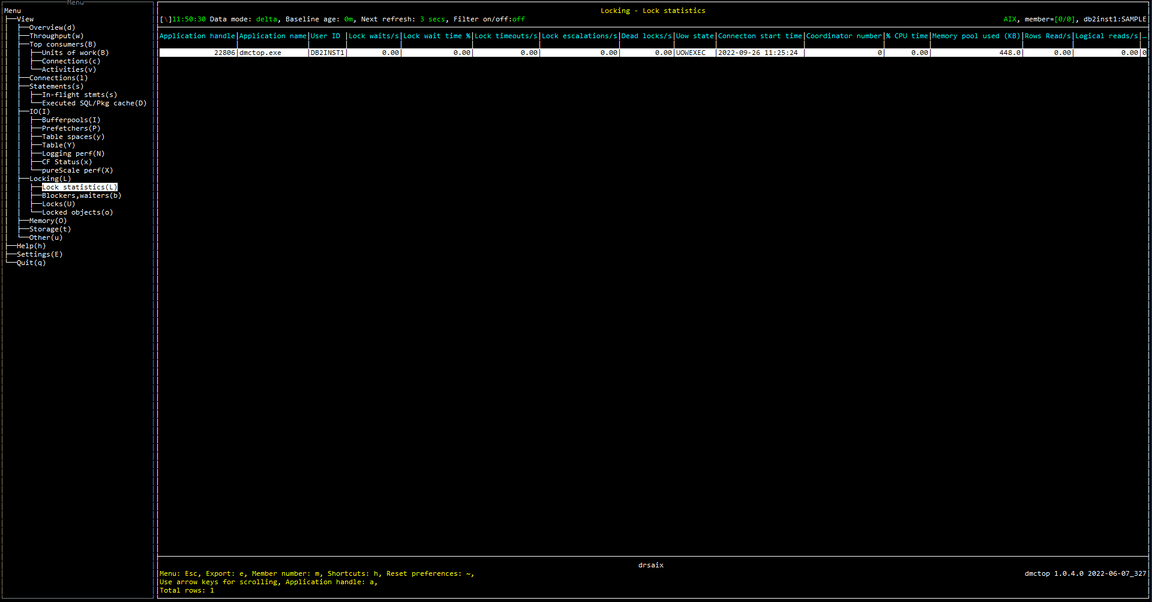 Menu
Menu
View
Overview(d)
Throughput(w)
Top consumers(B)
Units of work(B)
Connections(c)
Activities(v)
Connections(l)
Statements(s)
In-flight stmts(s)
Executed SQL/Pkg cache(D)
IO(I)
Bufferpools(I)
Prefetchers(P)
Table spaces(y)
Table(Y)
Logging perf(N)
CF Status(x)
pureScale perf(X)
Locking(L)
Lock statistics(L)
Blockers,waiters(b)
Locks(U)
Locked objects(o)
Memory(O)
Storage(t)
Other(u)
Help(h)
Settings(E)
Quit(q)
Locking - Lock statistics
[\]11:50:30 Data mode: delta, Baseline age: 0m, Next refresh: 3 secs, Filter on/off:off AIX, member=[0/0], db2inst1:SAMPLE
Application handle|Application name|User ID |Lock waits/s|Lock wait time %|Lock timeouts/s|Lock escalations/s|Dead locks/s|Uow state|Connecton start time|Coordinator number|% CPU time|Memory pool used (KB)|Rows Read/s|Logical reads/s|…
22806|dmctop.exe |DB2INST1| 0.00| 0.00| 0.00| 0.00| 0.00|UOWEXEC |2022-09-26 11:25:24 | 0| 0.00| 448.0| 0.00| 0.00|0
drsaix
Menu: Esc, Export: e, Member number: m, Shortcuts: h, Reset preferences: ~, dmctop 1.0.4.0 2022-06-07_327
Use arrow keys for scrolling, Application handle: a,
Total rows: 1